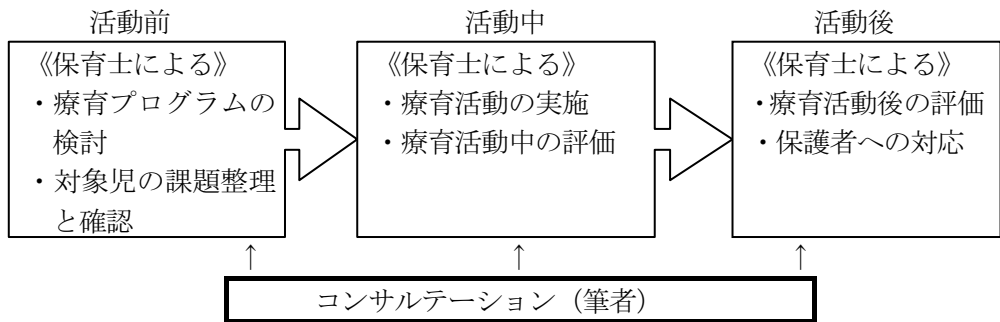 活動前
《保育士による》
・療育プログラムの
検討
・対象児の課題整理
と確認
活動中
《保育士による》
・療育活動の実施
・療育活動中の評価
活動後
《保育士による》
・療育活動後の評価
・保護者への対応
↑ ↑ ↑
コンサルテーション（筆者）